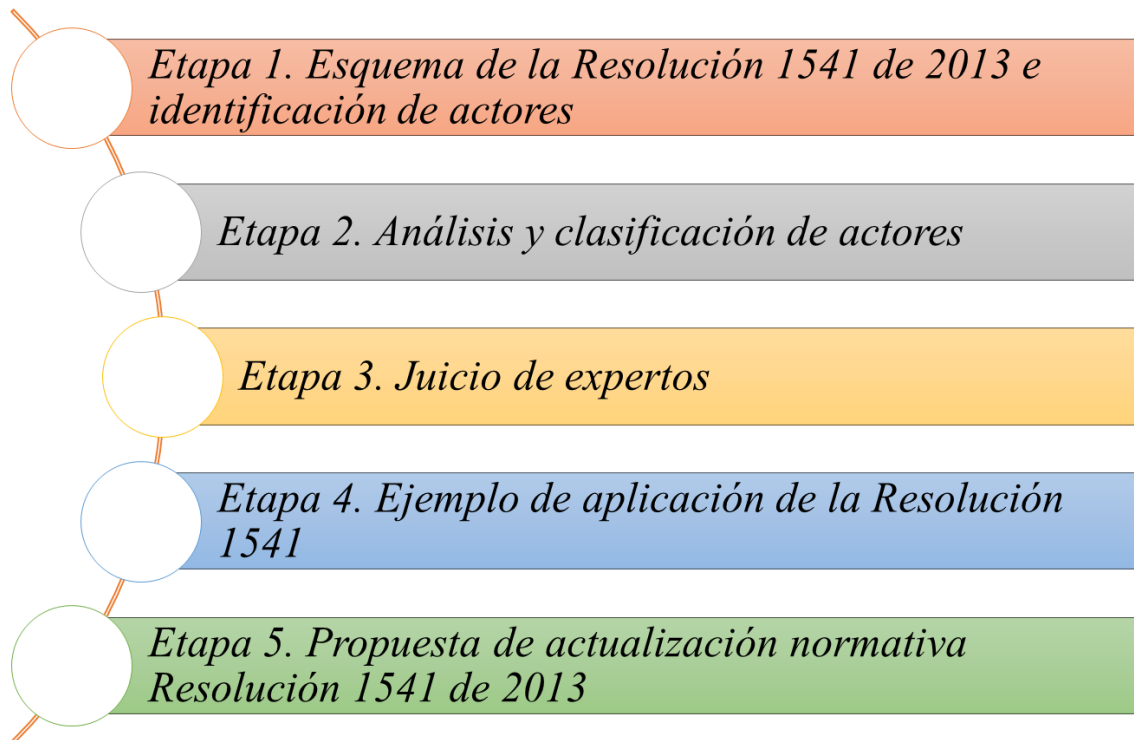 Etapa 1. Esquema de la Resolución 1541 de 2013 e
identificación de actores
Etapa 2. Análisis y clasificación de actores
Etapa 3. Juicio de expertos
Etapa 4. Ejemplo de aplicación de la Resolución
1541
Etapa 5. Propuesta de actualización normativa
Resolución 1541 de 2013